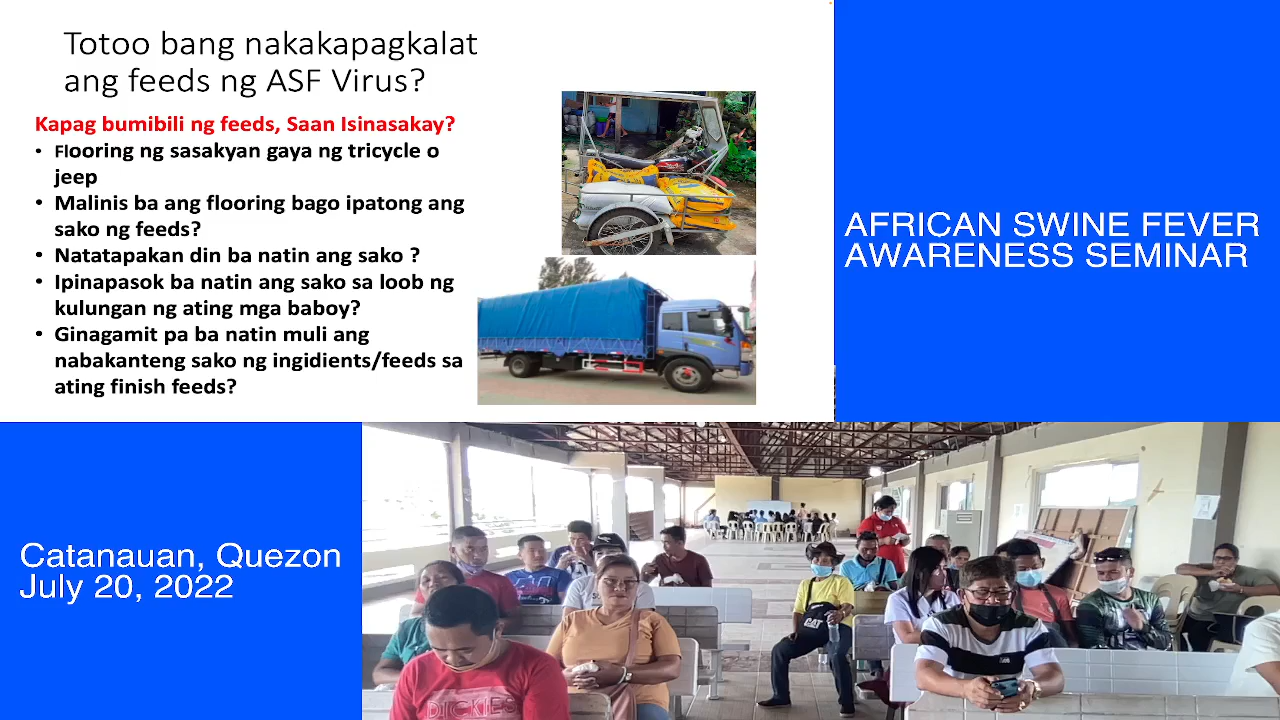 Totoo bang nakakapagkalat
ang feeds ng ASF Virus?
Kapag bumibili ng feeds, Saan Isinasakay?
• Flooring ng sasakyan gaya ng tricycle o
jeep
• Malinis ba ang flooring bago ipatong ang
sako ng feeds?
• Natatapakan din ba natin ang sako ?
• Ipinapasok ba natin ang sako sa loob ng
kulungan ng ating mga baboy?
• Ginagamit pa ba natin muli ang
nabakanteng sako ng ingidients/feeds sa
ating finish feeds?
AFRICAN SWINE FEVER
AWARENESS SEMINAR
Catanauan, Quezon
July 20, 2022
CAT
DICKIES